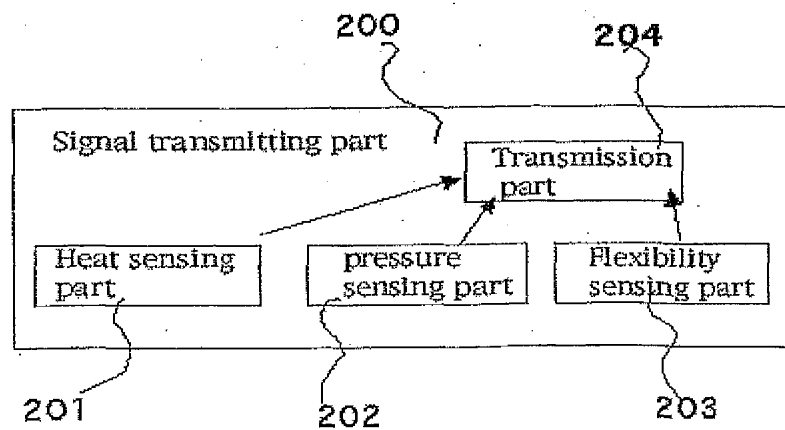 200
204
Signal transmitting part
Transmission
part
Heat sensing
part
pressure
sensing part
Flexibility
sensing part
201
202
203